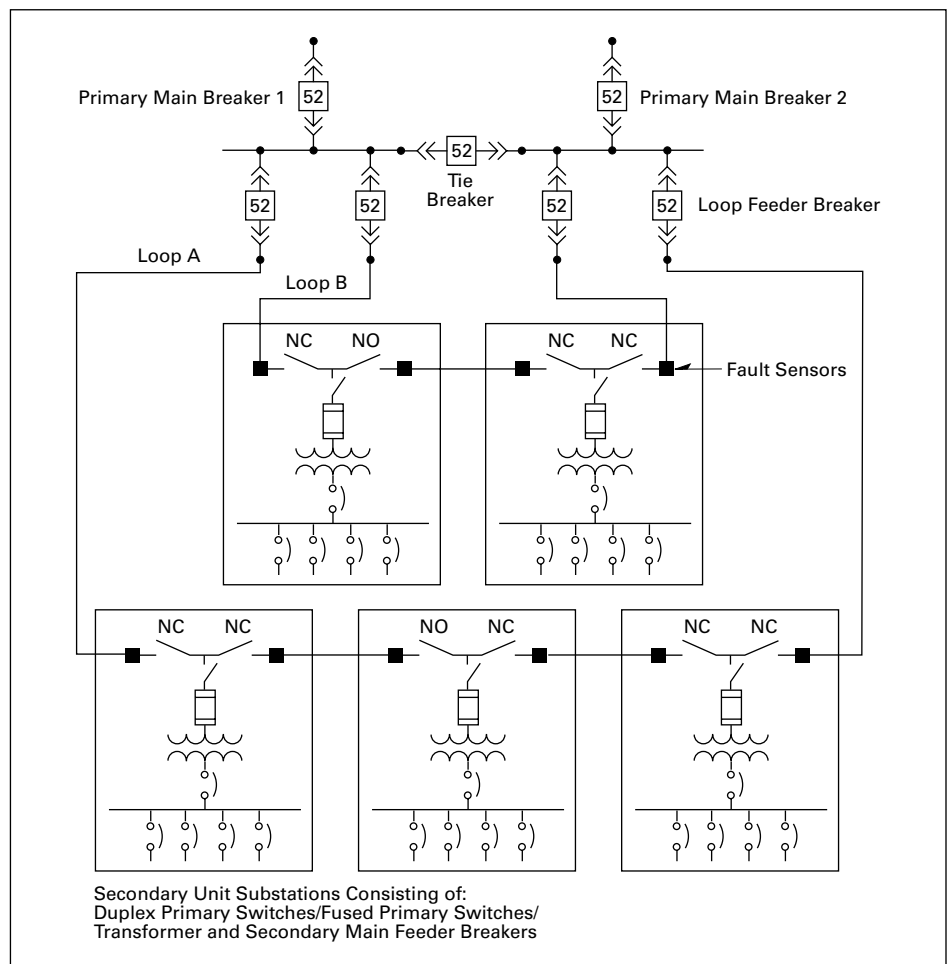 Primary Main Breaker 1
52
52
Primary Main Breaker 2
52
Tie
Breaker
52
52
52
52
Loop Feeder Breaker
Loop A
Loop B
NC NO
NC NC
Fault Sensors
NC NC
NO NC
NC NC
Secondary Unit Substations Consisting of:
Duplex Primary Switches/Fused Primary Switches/
Transformer and Secondary Main Feeder Breakers